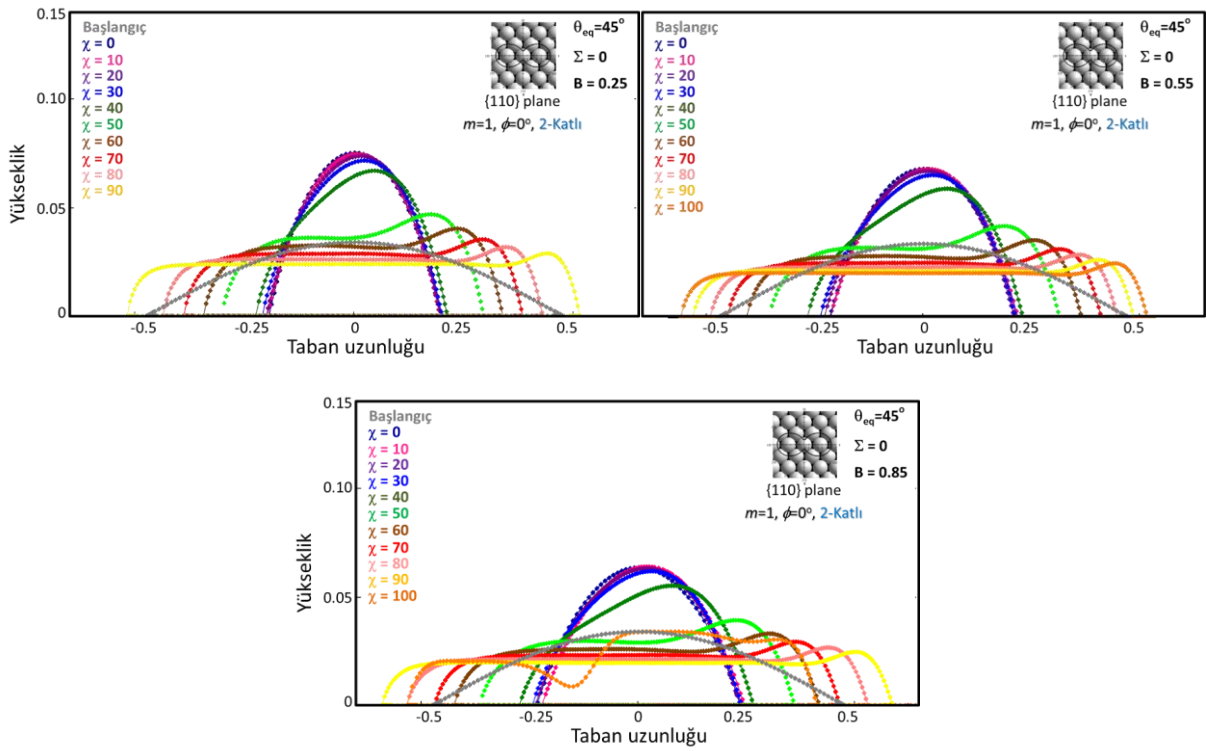 Başlangıç
χ = 0
χ = 10
χ = 20
χ = 30
χ = 40
χ = 50
χ = 60
χ = 70
χ = 80
χ = 90
θeq=45°
Σ = 0
B = 0.25
{110} plane
m=1, ϕ=0°, 2-Katlı
0.15
0.10
0.05
0
Yükseklik
-0.5
-0.25
0
0.25
0.5
Taban uzunluğu
Başlangıç
χ = 0
χ = 10
χ = 20
χ = 30
χ = 40
χ = 50
χ = 60
χ = 70
χ = 80
χ = 90
χ = 100
θeq=45°
Σ = 0
B = 0.55
{110} plane
m=1, ϕ=0°, 2-Katlı
-0.5
-0.25
0
0.25
0.5
Taban uzunluğu
Başlangıç
χ = 0
χ = 10
χ = 20
χ = 30
χ = 40
χ = 50
χ = 60
χ = 70
χ = 80
χ = 90
χ = 100
θeq=45°
Σ = 0
B = 0.85
{110} plane
m=1, ϕ=0°, 2-Katlı
0.15
0.10
0.05
0
Yükseklik
-0.5
-0.25
0
0.25
0.5
Taban uzunluğu